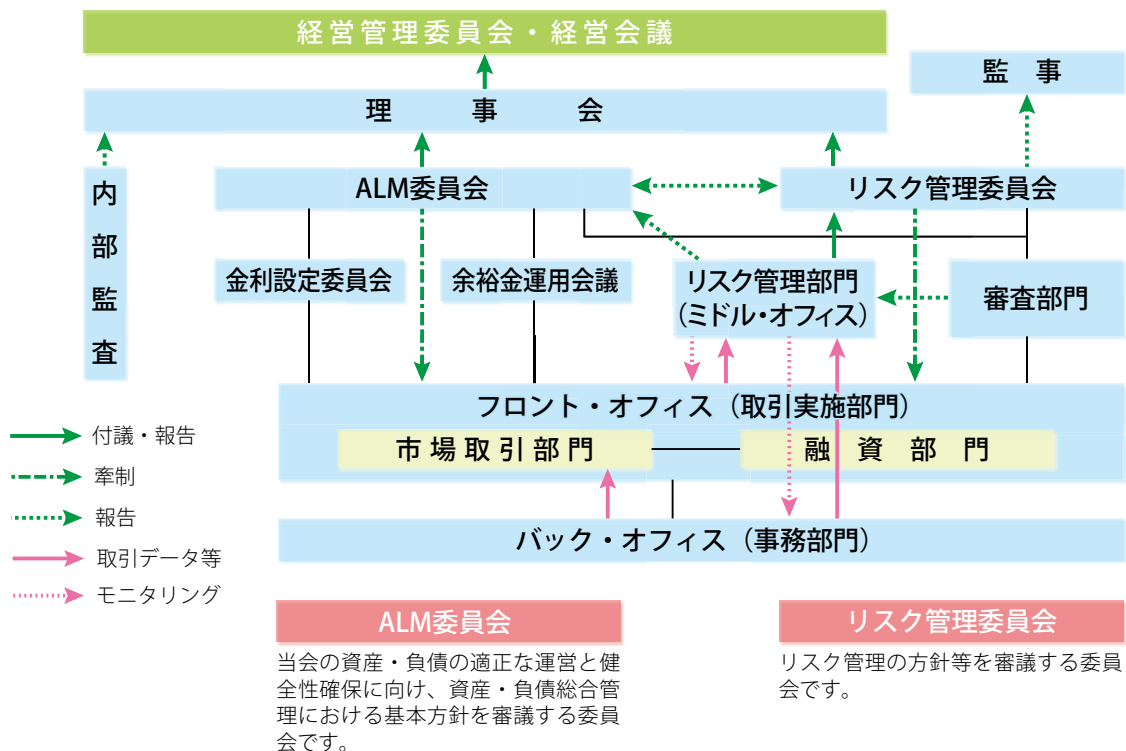 経営管理委員会・経営会議
監 事
理 事 会
内部監査
ALM委員会
リスク管理委員会
金利設定委員会
余裕金運用会議
リスク管理部門
(ミドル・オフィス)
審査部門
フロント・オフィス（取引実施部門）
市場取引部門
融 資 部 門
バック・オフィス（事務部門）
付議・報告
牽制
報告
取引データ等
モニタリング
ALM委員会
当会の資産・負債の適正な運営と健
全性確保に向け、資産・負債総合管
理における基本方針を審議する委員
会です。
リスク管理委員会
リスク管理の方針等を審議する委員
会です。